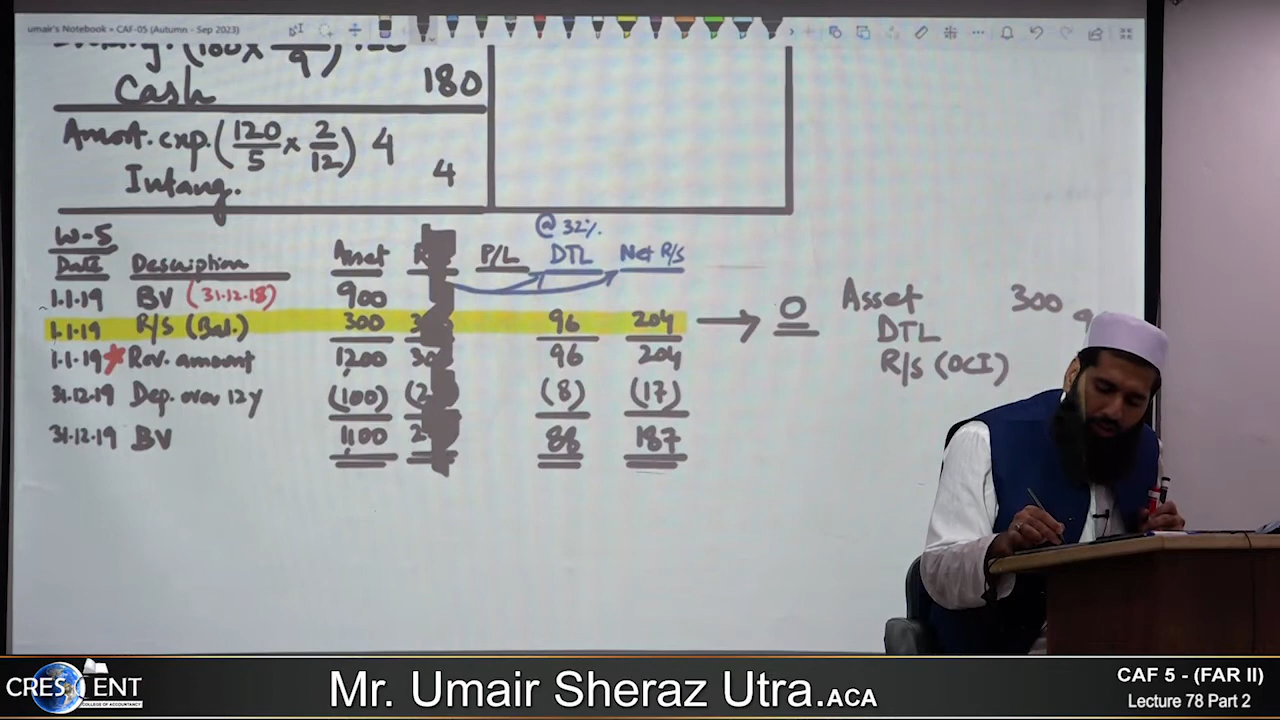 umair's Notebook » CAF-05 (Autumn - Sep 2023)
Cash 180
Amort. exp. (120/5 × 2/12) 4
Intang. 4
W-5
@ 32%
Date Description Asset P/L DTL Net R/S
1.1.19 BV (31.12.18) 900
1.1.19 R/S (Bal.) 300 96 204 → 0
1.1.19 * Rev. amount 1200 96 204
31.12.19 Dep. over 12y (100) (8) (17)
31.12.19 BV 1100 88 187
Asset 300
DTL
R/S (OCI)
CRESCENT
COLLEGE OF ACCOUNTANCY
Mr. Umair Sheraz Utra.ACA
CAF 5 - (FAR II)
Lecture 78 Part 2